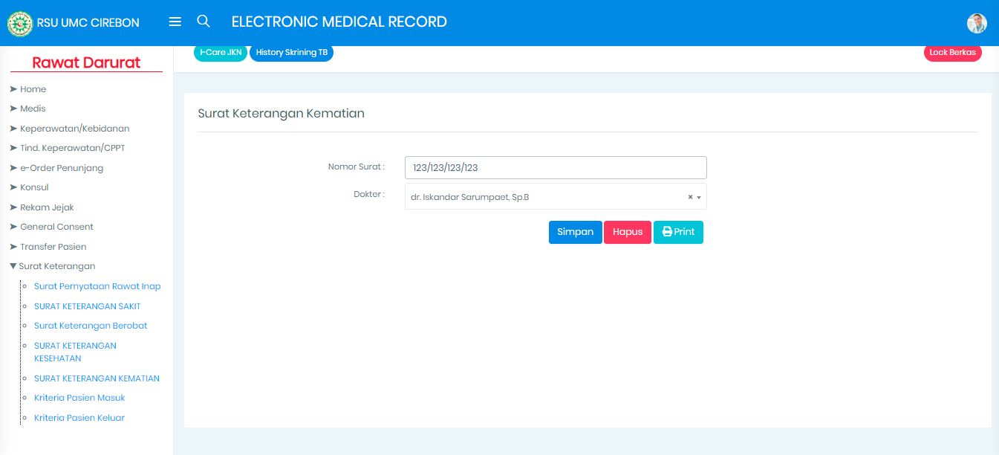 RSU UMC CIREBON
ELECTRONIC MEDICAL RECORD
I-Care JKN
History Skrining TB
Lock Berkas
Rawat Darurat
Home
Medis
Keperawatan/Kebidanan
Tind. Keperawatan/CPPT
e-Order Penunjang
Konsul
Rekam Jejak
General Consent
Transfer Pasien
Surat Keterangan
Surat Pernyataan Rawat Inap
SURAT KETERANGAN SAKIT
Surat Keterangan Berobat
SURAT KETERANGAN
KESEHATAN
SURAT KETERANGAN KEMATIAN
Kriteria Pasien Masuk
Kriteria Pasien Keluar
Surat Keterangan Kematian
Nomor Surat :
123/123/123/123
Dokter :
dr. Iskandar Sarumpaet, Sp.B
×
Simpan
Hapus
Print